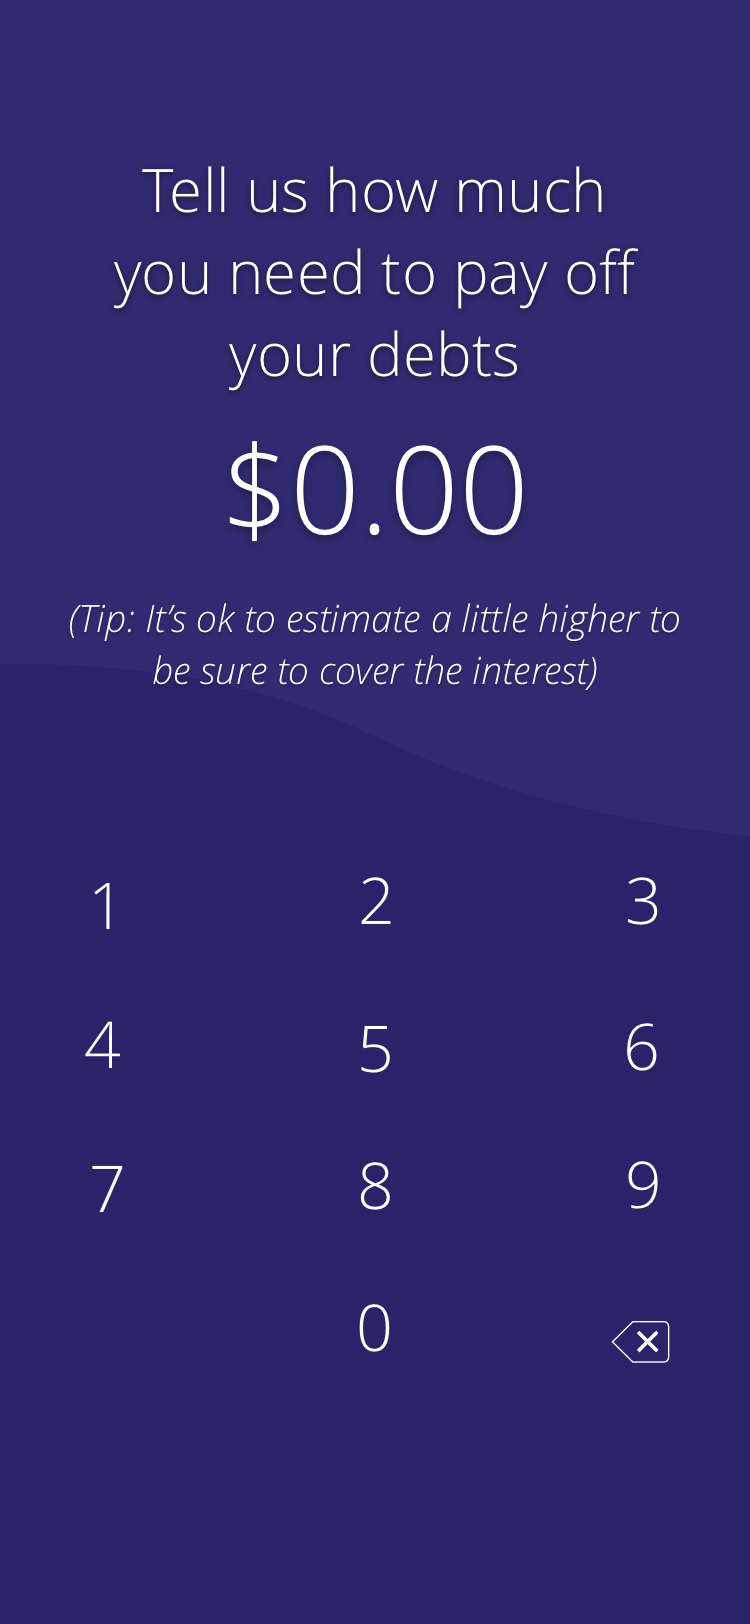 Tell us how much
you need to pay off
your debts
$0.00
(Tip: It’s ok to estimate a little higher to
be sure to cover the interest)
1 2 3
4 5 6
7 8 9
0